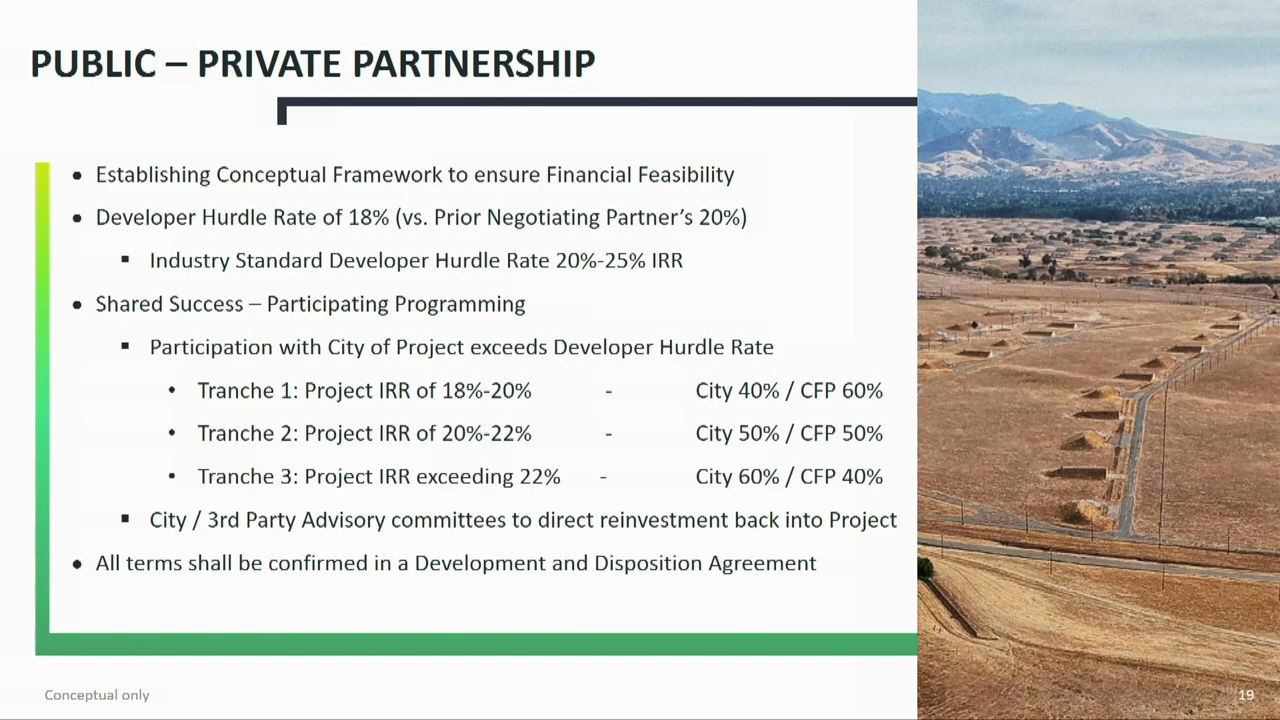 PUBLIC – PRIVATE PARTNERSHIP
• Establishing Conceptual Framework to ensure Financial Feasibility
• Developer Hurdle Rate of 18% (vs. Prior Negotiating Partner's 20%)
▪ Industry Standard Developer Hurdle Rate 20%-25% IRR
• Shared Success – Participating Programming
▪ Participation with City of Project exceeds Developer Hurdle Rate
• Tranche 1: Project IRR of 18%-20% - City 40% / CFP 60%
• Tranche 2: Project IRR of 20%-22% - City 50% / CFP 50%
• Tranche 3: Project IRR exceeding 22% - City 60% / CFP 40%
▪ City / 3rd Party Advisory committees to direct reinvestment back into Project
• All terms shall be confirmed in a Development and Disposition Agreement
Conceptual only
19